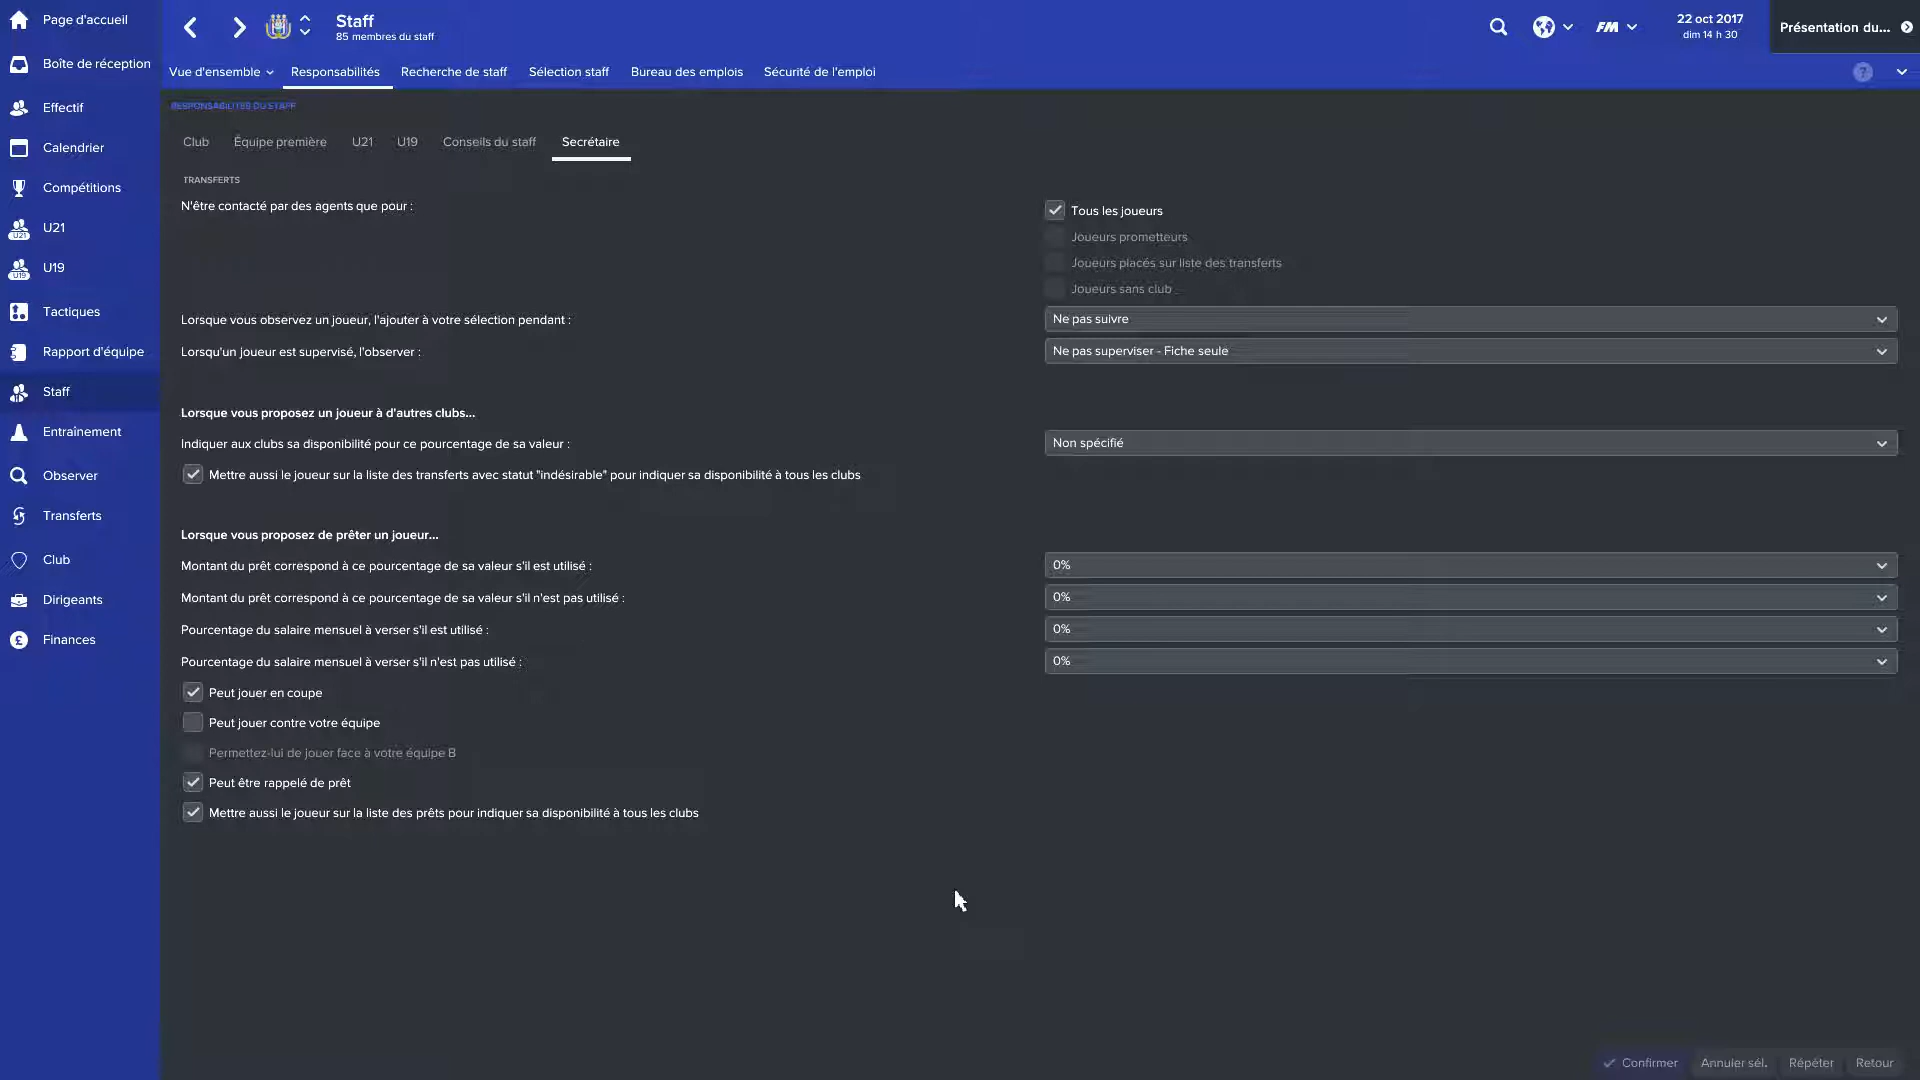 Page d'accueil
Boîte de réception
Effectif
Calendrier
Compétitions
U21
U21
U19
U19
Tactiques
Rapport d'équipe
Staff
Entraînement
Observer
Transferts
Club
Dirigeants
Finances
Staff
85 membres du staff
FM
22 oct 2017
dim 14 h 30
Présentation du...
Vue d'ensemble
Responsabilités
Recherche de staff
Sélection staff
Bureau des emplois
Sécurité de l'emploi
?
RESPONSABILITÉS DU STAFF
Club
Équipe première
U21
U19
Conseils du staff
Secrétaire
TRANSFERTS
N'être contacté par des agents que pour :
Tous les joueurs
Joueurs prometteurs
Joueurs placés sur liste des transferts
Joueurs sans club
Lorsque vous observez un joueur, l'ajouter à votre sélection pendant :
Ne pas suivre
Lorsqu'un joueur est supervisé, l'observer :
Ne pas superviser - Fiche seule
Lorsque vous proposez un joueur à d'autres clubs...
Indiquer aux clubs sa disponibilité pour ce pourcentage de sa valeur :
Non spécifié
Mettre aussi le joueur sur la liste des transferts avec statut "indésirable" pour indiquer sa disponibilité à tous les clubs
Lorsque vous proposez de prêter un joueur...
Montant du prêt correspond à ce pourcentage de sa valeur s'il est utilisé :
0%
Montant du prêt correspond à ce pourcentage de sa valeur s'il n'est pas utilisé :
0%
Pourcentage du salaire mensuel à verser s'il est utilisé :
0%
Pourcentage du salaire mensuel à verser s'il n'est pas utilisé :
0%
Peut jouer en coupe
Peut jouer contre votre équipe
Permettez-lui de jouer face à votre équipe B
Peut être rappelé de prêt
Mettre aussi le joueur sur la liste des prêts pour indiquer sa disponibilité à tous les clubs
Confirmer
Annuler sél.
Répéter
Retour